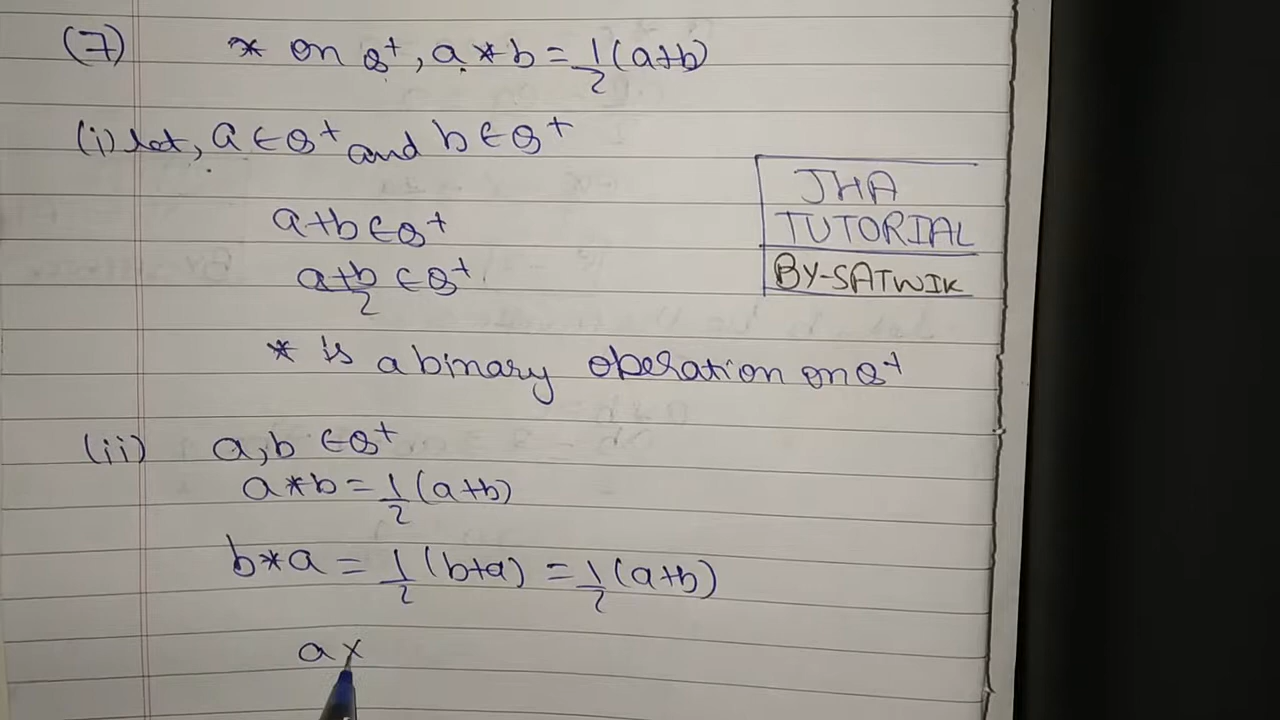 (7) * on Q⁺, a * b = 1/2 (a+b)
(i) let, a ∈ Q⁺ and b ∈ Q⁺
a+b ∈ Q⁺
a+b/2 ∈ Q⁺
* is a binary operation on Q⁺
(ii) a,b ∈ Q⁺
a * b = 1/2 (a+b)
b * a = 1/2 (b+a) = 1/2 (a+b)
a ×
JHA
TUTORIAL
BY-SATWIK